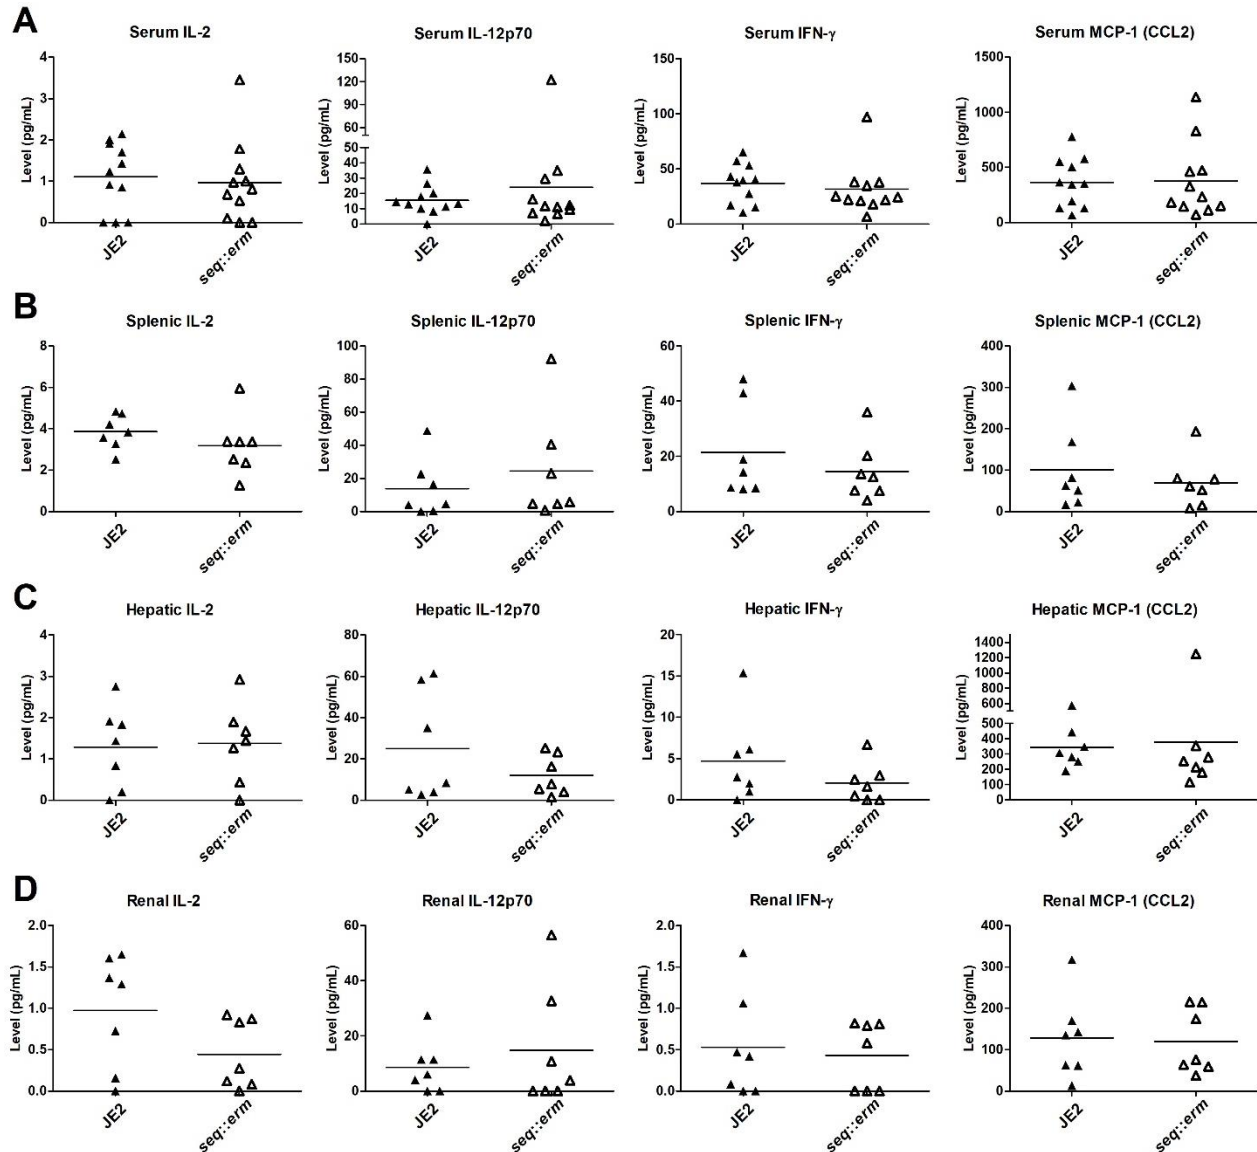 A
Serum IL-2
Serum IL-12p70
Serum IFN-γ
Serum MCP-1 (CCL2)
Level (pg/mL)
4
3
2
1
0
JE2
seq::erm
Level (pg/mL)
150
120
90
60
50
40
30
20
10
0
JE2
seq::erm
Level (pg/mL)
150
100
50
0
JE2
seq::erm
Level (pg/mL)
1500
1000
500
0
JE2
seq::erm
B
Splenic IL-2
Splenic IL-12p70
Splenic IFN-γ
Splenic MCP-1 (CCL2)
Level (pg/mL)
8
6
4
2
0
JE2
seq::erm
Level (pg/mL)
100
80
60
40
20
0
JE2
seq::erm
Level (pg/mL)
60
40
20
0
JE2
seq::erm
Level (pg/mL)
400
300
200
100
0
JE2
seq::erm
C
Hepatic IL-2
Hepatic IL-12p70
Hepatic IFN-γ
Hepatic MCP-1 (CCL2)
Level (pg/mL)
4
3
2
1
0
JE2
seq::erm
Level (pg/mL)
80
60
40
20
0
JE2
seq::erm
Level (pg/mL)
20
15
10
5
0
JE2
seq::erm
Level (pg/mL)
1400
1200
1000
800
600
500
400
300
200
100
0
JE2
seq::erm
D
Renal IL-2
Renal IL-12p70
Renal IFN-γ
Renal MCP-1 (CCL2)
Level (pg/mL)
2.0
1.5
1.0
0.5
0.0
JE2
seq::erm
Level (pg/mL)
60
40
20
0
JE2
seq::erm
Level (pg/mL)
2.0
1.5
1.0
0.5
0.0
JE2
seq::erm
Level (pg/mL)
400
300
200
100
0
JE2
seq::erm